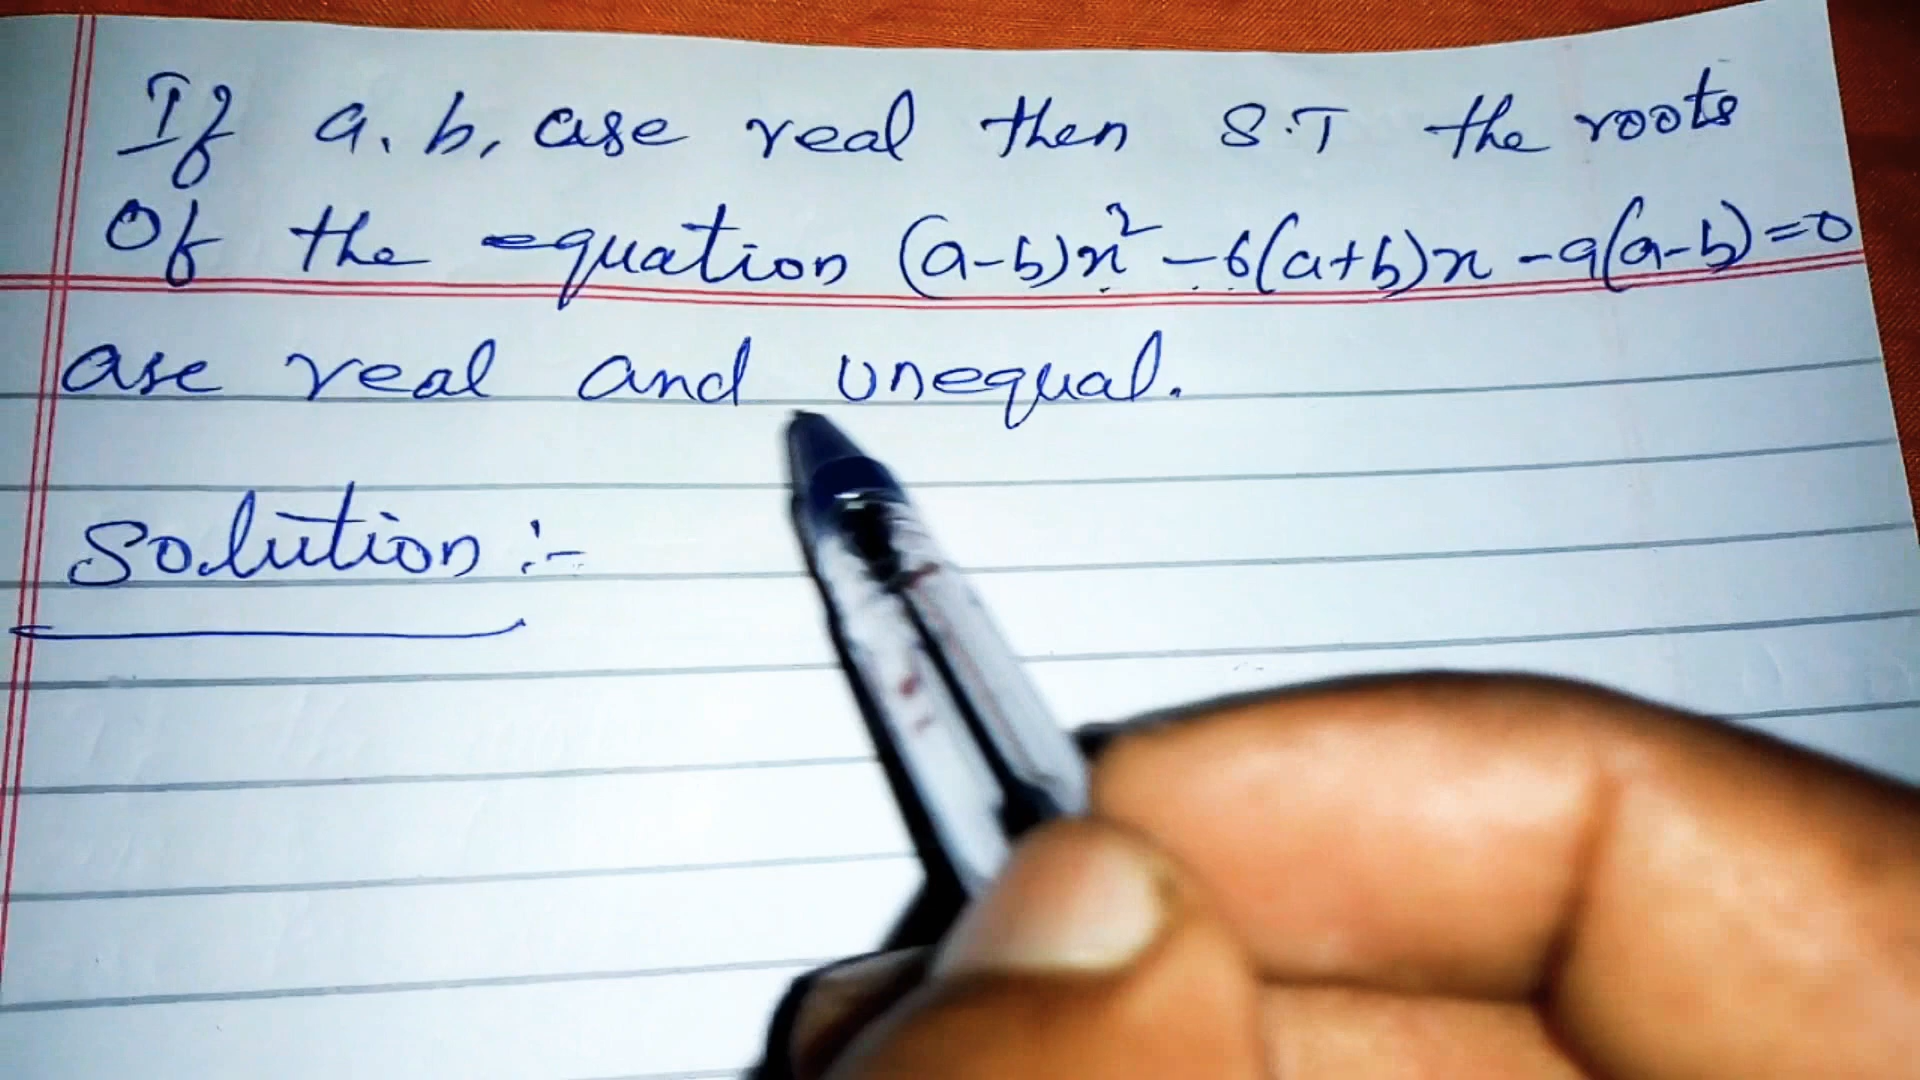 If a, b, are real then S.T the roots
Of the equation (a-b)x² -6(a+b)x -9(a-b)=0
are real and unequal.
Solution :-